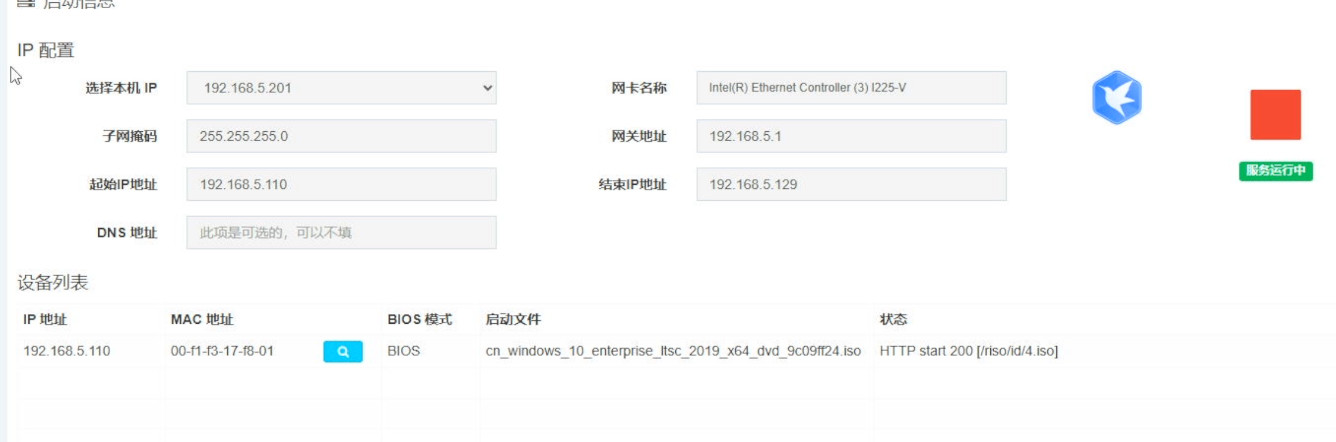 启动信息
IP 配置
选择本机 IP 192.168.5.201 网卡名称 Intel(R) Ethernet Controller (3) I225-V
子网掩码 255.255.255.0 网关地址 192.168.5.1
起始IP地址 192.168.5.110 结束IP地址 192.168.5.129
服务运行中
DNS 地址 此项是可选的，可以不填
设备列表
IP 地址 MAC 地址 BIOS 模式 启动文件 状态
192.168.5.110 00-f1-f3-17-f8-01 BIOS cn_windows_10_enterprise_ltsc_2019_x64_dvd_9c09ff24.iso HTTP start 200 [/riso/id/4.iso]